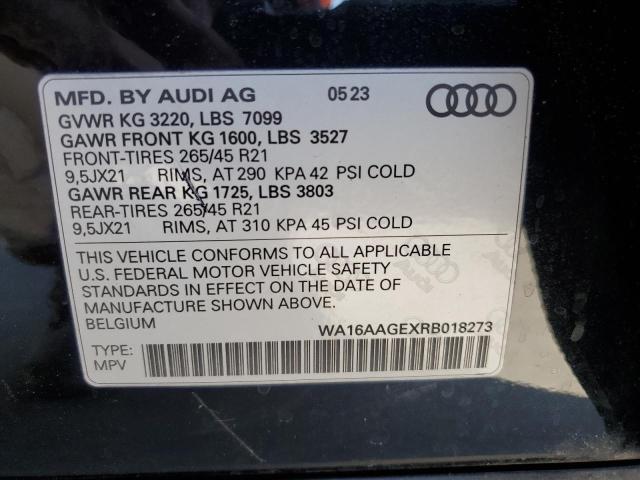 MFD. BY AUDI AG 05 23
GVWR KG 3220, LBS 7099
GAWR FRONT KG 1600, LBS 3527
FRONT-TIRES 265/45 R21
9,5JX21 RIMS, AT 290 KPA 42 PSI COLD
GAWR REAR KG 1725, LBS 3803
REAR-TIRES 265/45 R21
9,5JX21 RIMS, AT 310 KPA 45 PSI COLD
THIS VEHICLE CONFORMS TO ALL APPLICABLE
U.S. FEDERAL MOTOR VEHICLE SAFETY
STANDARDS IN EFFECT ON THE DATE OF
MANUFACTURE SHOWN ABOVE.
BELGIUM WA16AAGEXRB018273
TYPE:
MPV